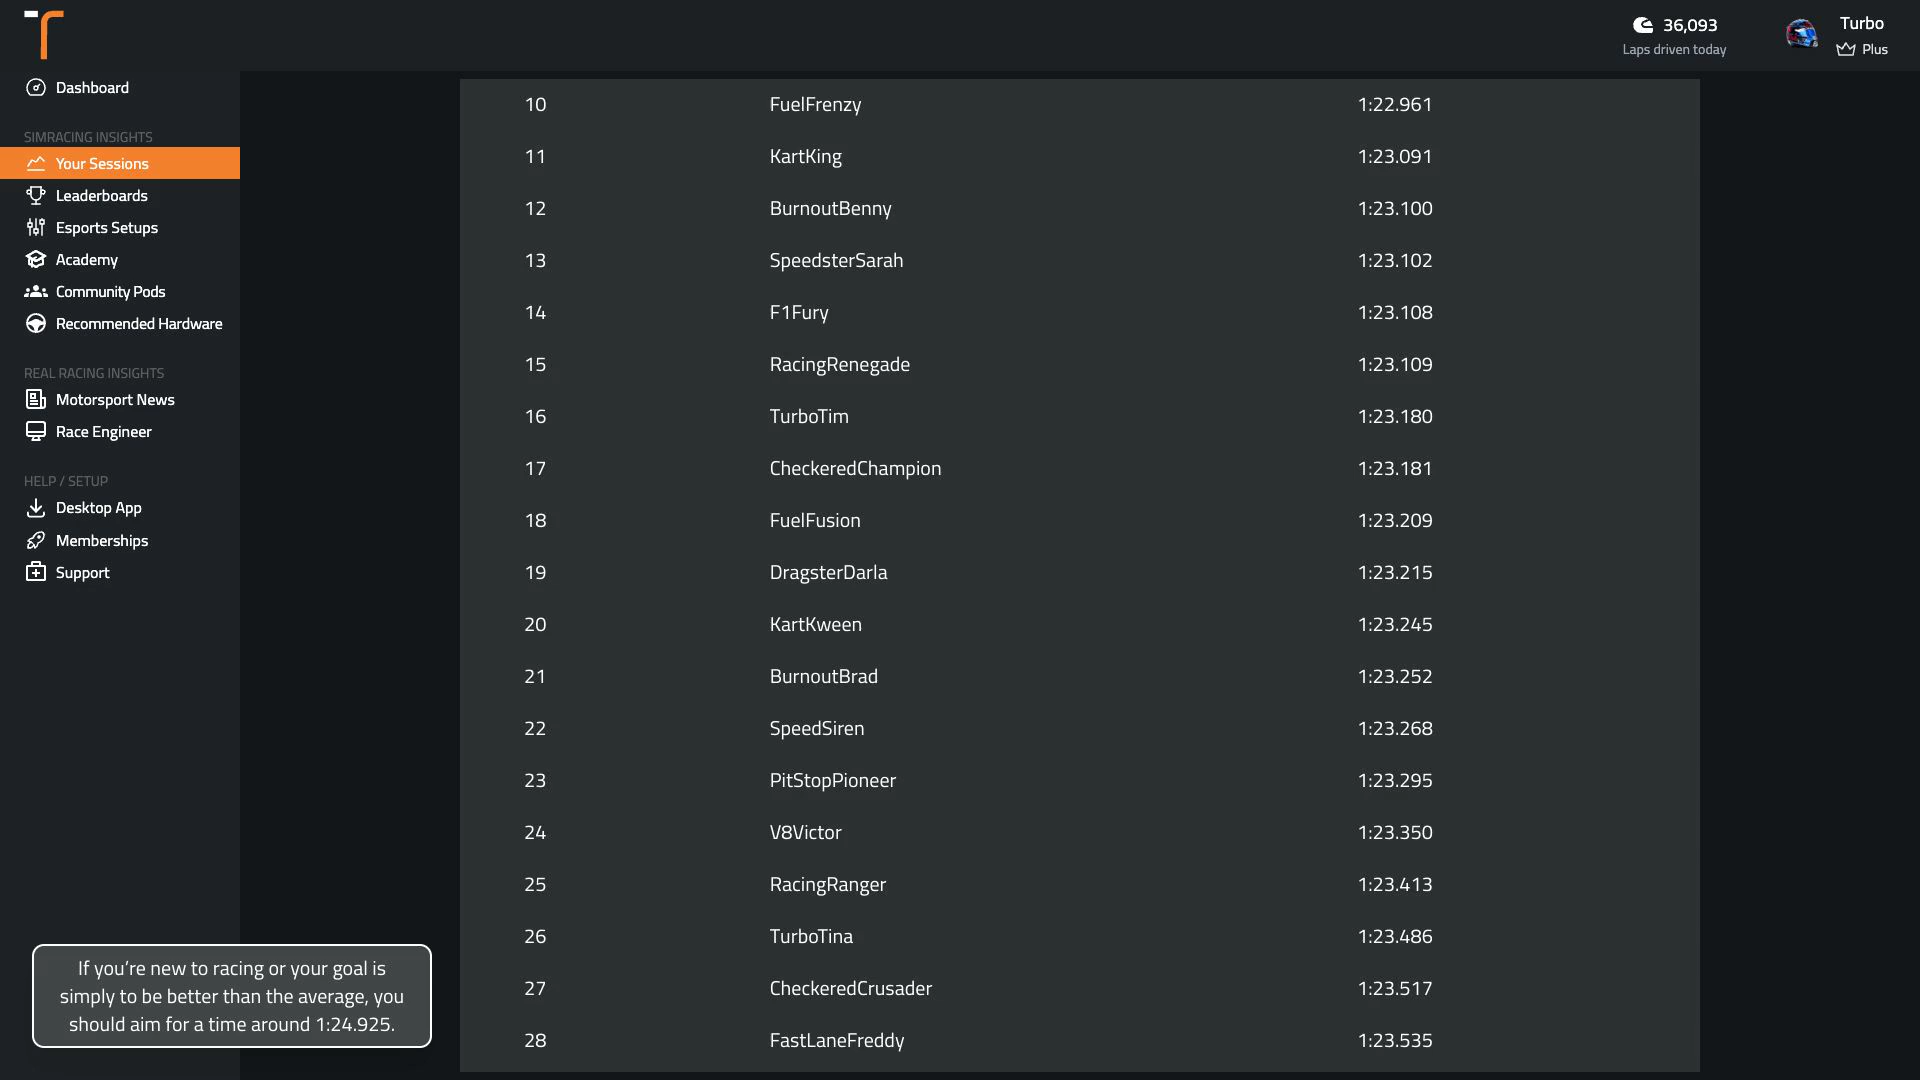 36,093
Laps driven today
Turbo
Plus
Dashboard
SIMRACING INSIGHTS
Your Sessions
Leaderboards
Esports Setups
Academy
Community Pods
Recommended Hardware
REAL RACING INSIGHTS
Motorsport News
Race Engineer
HELP / SETUP
Desktop App
Memberships
Support
10 FuelFrenzy 1:22.961
11 KartKing 1:23.091
12 BurnoutBenny 1:23.100
13 SpeedsterSarah 1:23.102
14 F1Fury 1:23.108
15 RacingRenegade 1:23.109
16 TurboTim 1:23.180
17 CheckeredChampion 1:23.181
18 FuelFusion 1:23.209
19 DragsterDarla 1:23.215
20 KartKween 1:23.245
21 BurnoutBrad 1:23.252
22 SpeedSiren 1:23.268
23 PitStopPioneer 1:23.295
24 V8Victor 1:23.350
25 RacingRanger 1:23.413
26 TurboTina 1:23.486
27 CheckeredCrusader 1:23.517
28 FastLaneFreddy 1:23.535
If you’re new to racing or your goal is
simply to be better than the average, you
should aim for a time around 1:24.925.